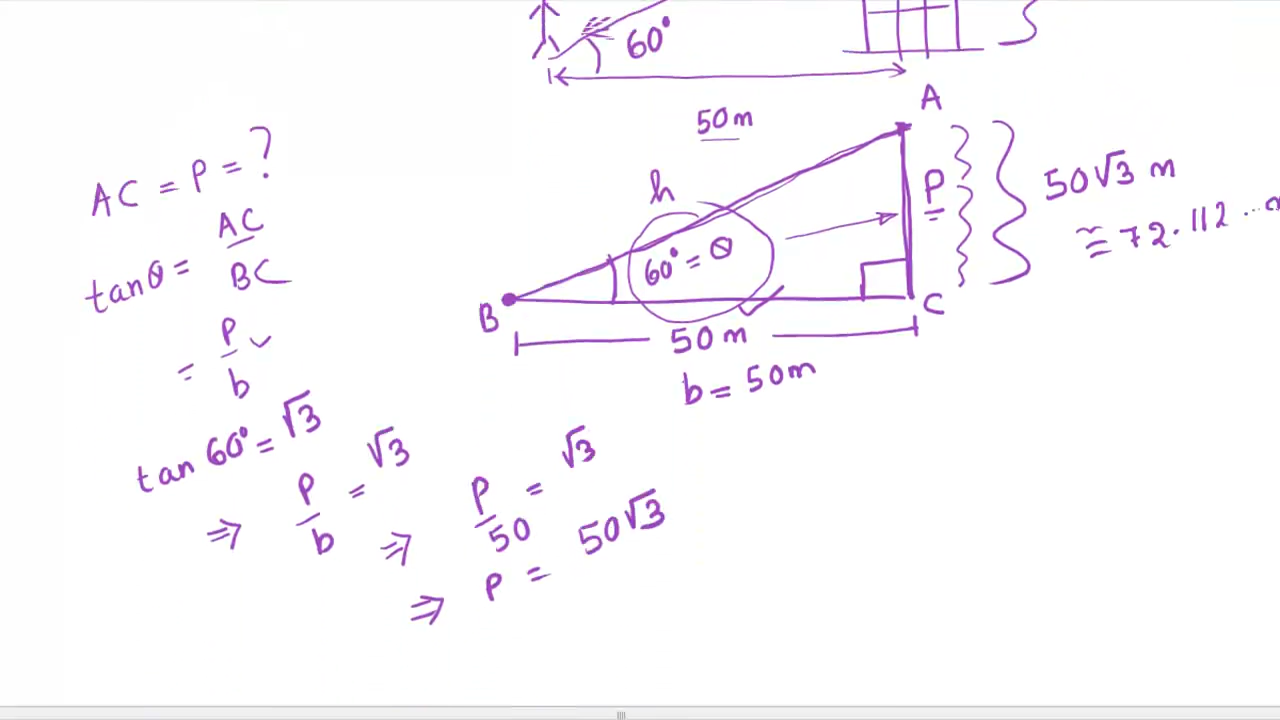 60°
50 m
A
AC = P = ?
h
P
50√3 m
≅ 72.112...
tanθ = AC/BC
60° = θ
B
C
50 m
= P/b
b = 50m
tan 60° = √3
⇒ P/b = √3 ⇒ P/50 = √3
⇒ P = 50√3